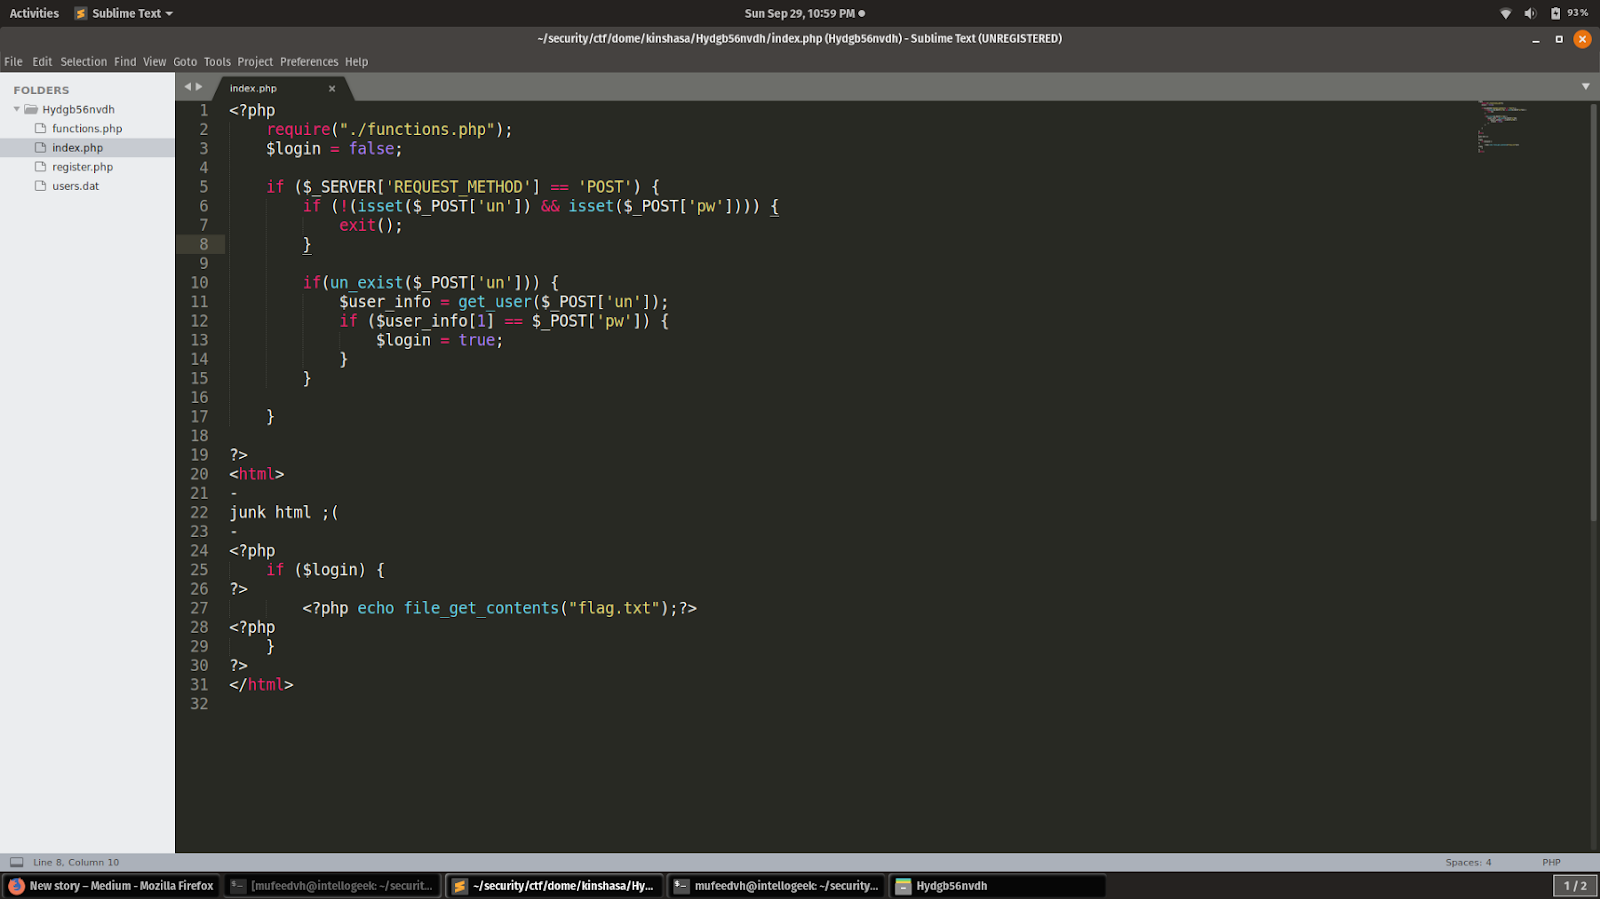 Activities Sublime Text Sun Sep 29, 10:59 PM 93%
~/security/ctf/dome/kinshasa/Hydgb56nvdh/index.php (Hydgb56nvdh) - Sublime Text (UNREGISTERED)
File Edit Selection Find View Goto Tools Project Preferences Help
FOLDERS
Hydgb56nvdh
functions.php
index.php
register.php
users.dat
index.php ×
1 <?php
2     require("./functions.php");
3     $login = false;
4
5     if ($_SERVER['REQUEST_METHOD'] == 'POST') {
6         if (!(isset($_POST['un']) && isset($_POST['pw']))) {
7             exit();
8         }
9
10         if(un_exist($_POST['un'])) {
11             $user_info = get_user($_POST['un']);
12             if ($user_info[1] == $_POST['pw']) {
13                 $login = true;
14             }
15         }
16
17     }
18
19 ?>
20 <html>
21 -
22 junk html ;(
23 -
24 <?php
25     if ($login) {
26 ?>
27         <?php echo file_get_contents("flag.txt");?>
28 <?php
29     }
30 ?>
31 </html>
32
Line 8, Column 10 Spaces: 4 PHP
New story – Medium - Mozilla Firefox [mufeedvh@intellogeek: ~/securit... ~/security/ctf/dome/kinshasa/Hy... mufeedvh@intellogeek: ~/security... Hydgb56nvdh 1 / 2